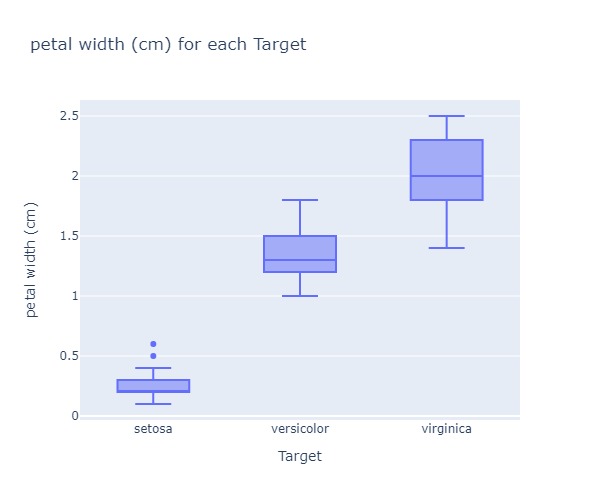 petal width (cm) for each Target
petal width (cm)
2.5
2
1.5
1
0.5
0
setosa versicolor virginica
Target